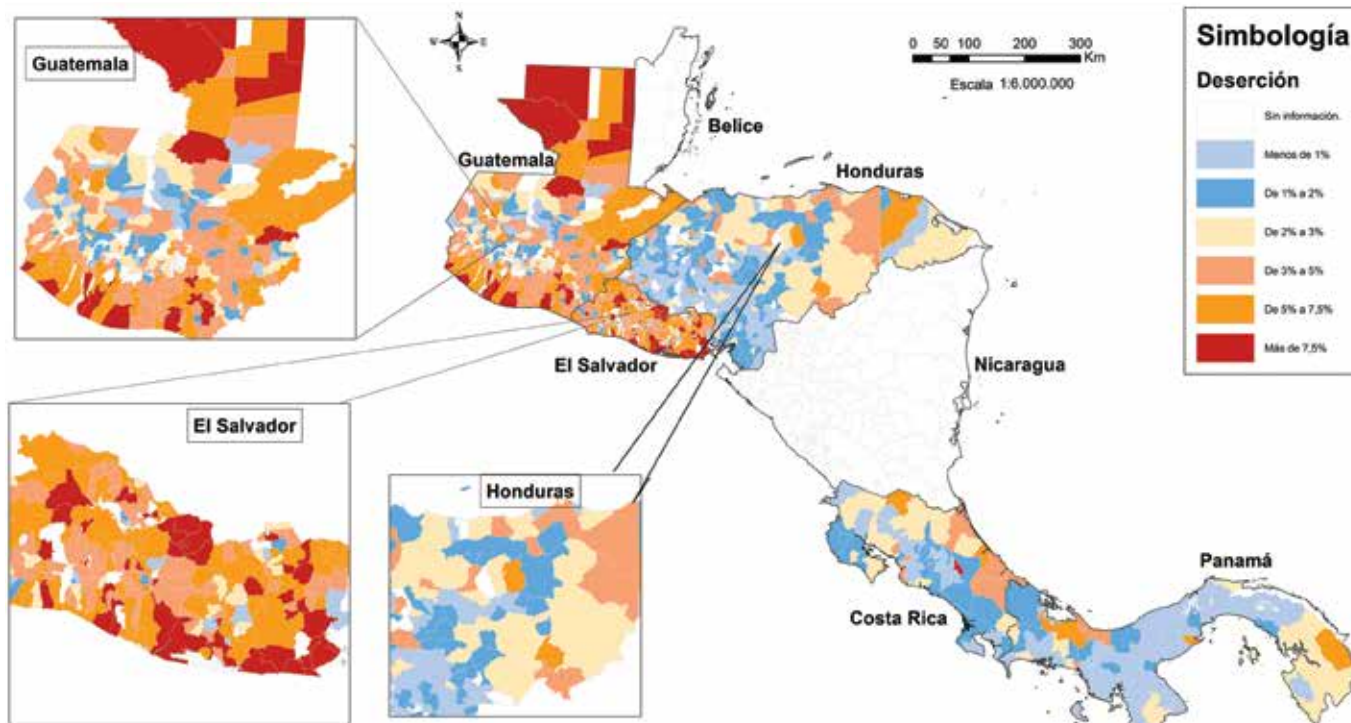 Guatemala
N
W E
S
0 50 100 200 300
Km
Escala 1:6.000.000
Simbología
Deserción
Sin información.
Menos de 1%
De 1% a 2%
De 2% a 3%
De 3% a 5%
De 5% a 7,5%
Más de 7,5%
Belice
Guatemala
Honduras
El Salvador
Nicaragua
El Salvador
Honduras
Costa Rica
Panamá